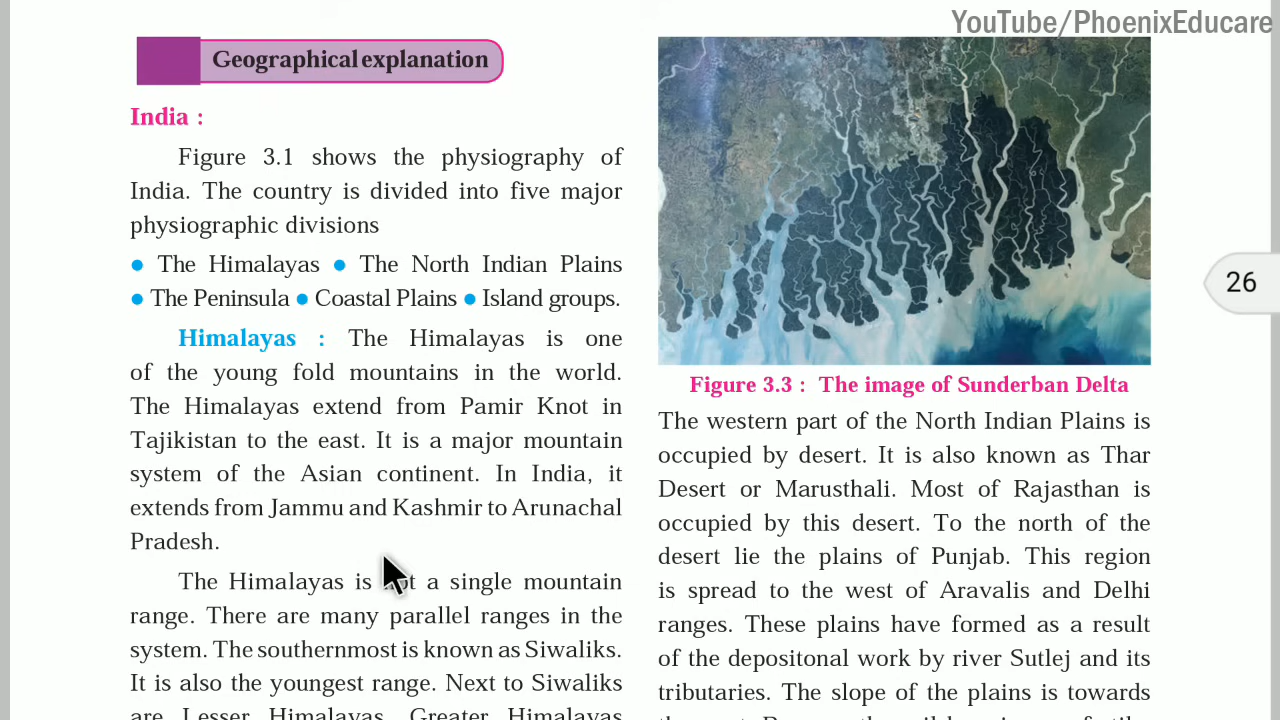 YouTube/PhoenixEducare
Geographical explanation
India :
Figure 3.1 shows the physiography of
India. The country is divided into five major
physiographic divisions
● The Himalayas ● The North Indian Plains
● The Peninsula ● Coastal Plains ● Island groups.
Himalayas : The Himalayas is one
of the young fold mountains in the world.
The Himalayas extend from Pamir Knot in
Tajikistan to the east. It is a major mountain
system of the Asian continent. In India, it
extends from Jammu and Kashmir to Arunachal
Pradesh.
The Himalayas is not a single mountain
range. There are many parallel ranges in the
system. The southernmost is known as Siwaliks.
It is also the youngest range. Next to Siwaliks
are Lesser Himalayas, Greater Himalayas
Figure 3.3 : The image of Sunderban Delta
The western part of the North Indian Plains is
occupied by desert. It is also known as Thar
Desert or Marusthali. Most of Rajasthan is
occupied by this desert. To the north of the
desert lie the plains of Punjab. This region
is spread to the west of Aravalis and Delhi
ranges. These plains have formed as a result
of the depositonal work by river Sutlej and its
tributaries. The slope of the plains is towards
26